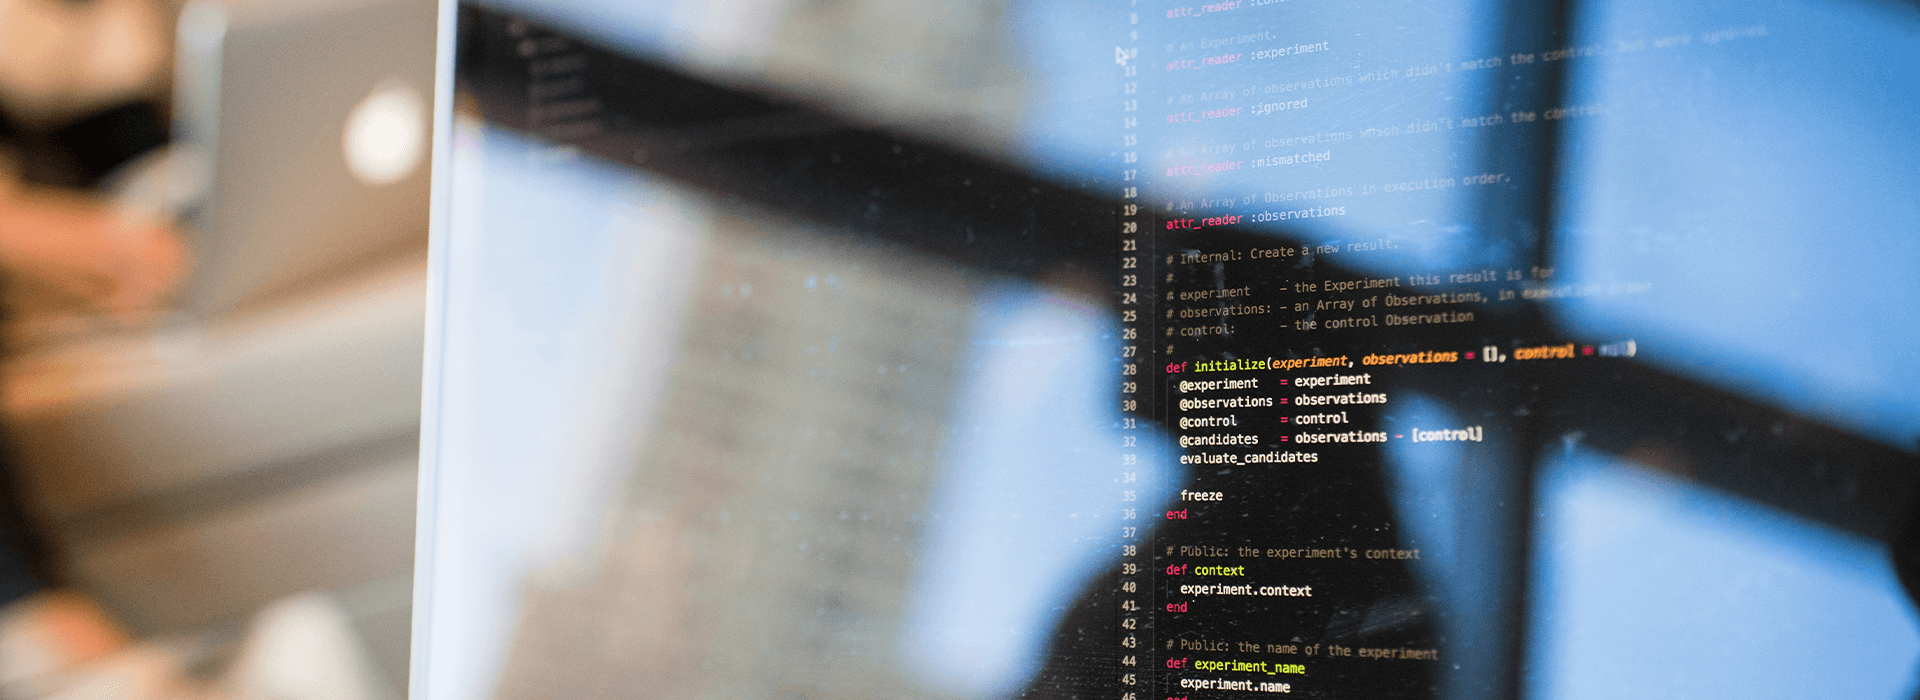 8 attr_reader
9
10 # An Experiment.
11 attr_reader :experiment
12
13 # An Array of observations which didn't match the control, but were ignored
14 attr_reader :ignored
15
16 # An Array of observations which didn't match the control.
17 attr_reader :mismatched
18
19 # An Array of Observations in execution order.
20 attr_reader :observations
21
22 # Internal: Create a new result.
23 #
24 # experiment - the Experiment this result is for
25 # observations: - an Array of Observations, in execution order
26 # control: - the control Observation
27 #
28 def initialize(experiment, observations = [], control = nil)
29 @experiment = experiment
30 @observations = observations
31 @control = control
32 @candidates = observations - [control]
33 evaluate_candidates
34
35 freeze
36 end
37
38 # Public: the experiment's context
39 def context
40 experiment.context
41 end
42
43 # Public: the name of the experiment
44 def experiment_name
45 experiment.name
46